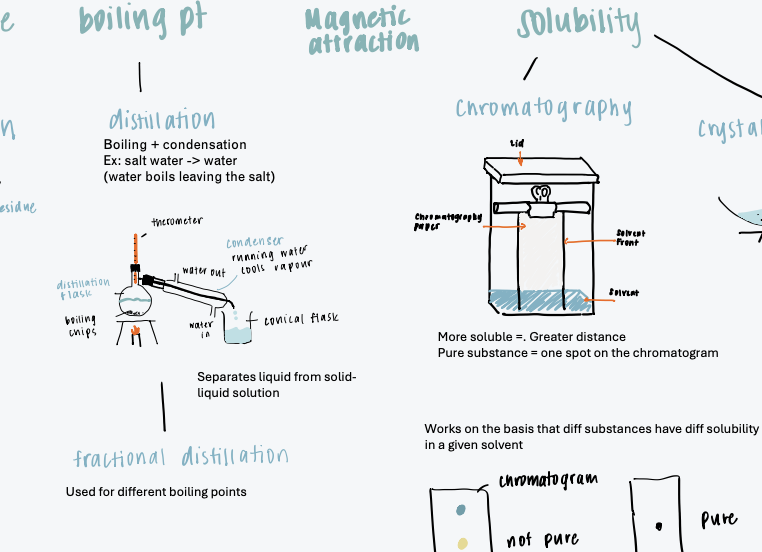 e
boiling pt
Magnetic
attraction
solubility
n
esidue
distillation
Boiling + condensation
Ex: salt water -> water
(water boils leaving the salt)
therometer
condenser
running water
cools vapour
water out
distillation
flask
boiling
chips
water
in
conical flask
Separates liquid from solid-
liquid solution
fractional distillation
Used for different boiling points
Chromatography
Lid
Chromatography
paper
Solvent
Front
Solvent
More soluble =. Greater distance
Pure substance = one spot on the chromatogram
Works on the basis that diff substances have diff solubility
in a given solvent
chromatogram
not pure
pure
Crystal